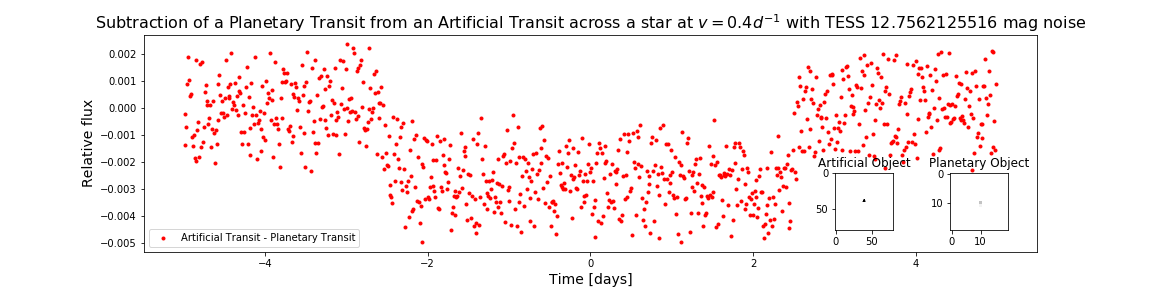 Subtraction of a Planetary Transit from an Artificial Transit across a star at v = 0.4d⁻¹ with TESS 12.7562125516 mag noise
Relative flux
0.002
0.001
0.000
−0.001
−0.002
−0.003
−0.004
−0.005
Artificial Transit - Planetary Transit
Artificial Object
0
50
0 50
Planetary Object
0
10
0 10
−4 −2 0 2 4
Time [days]